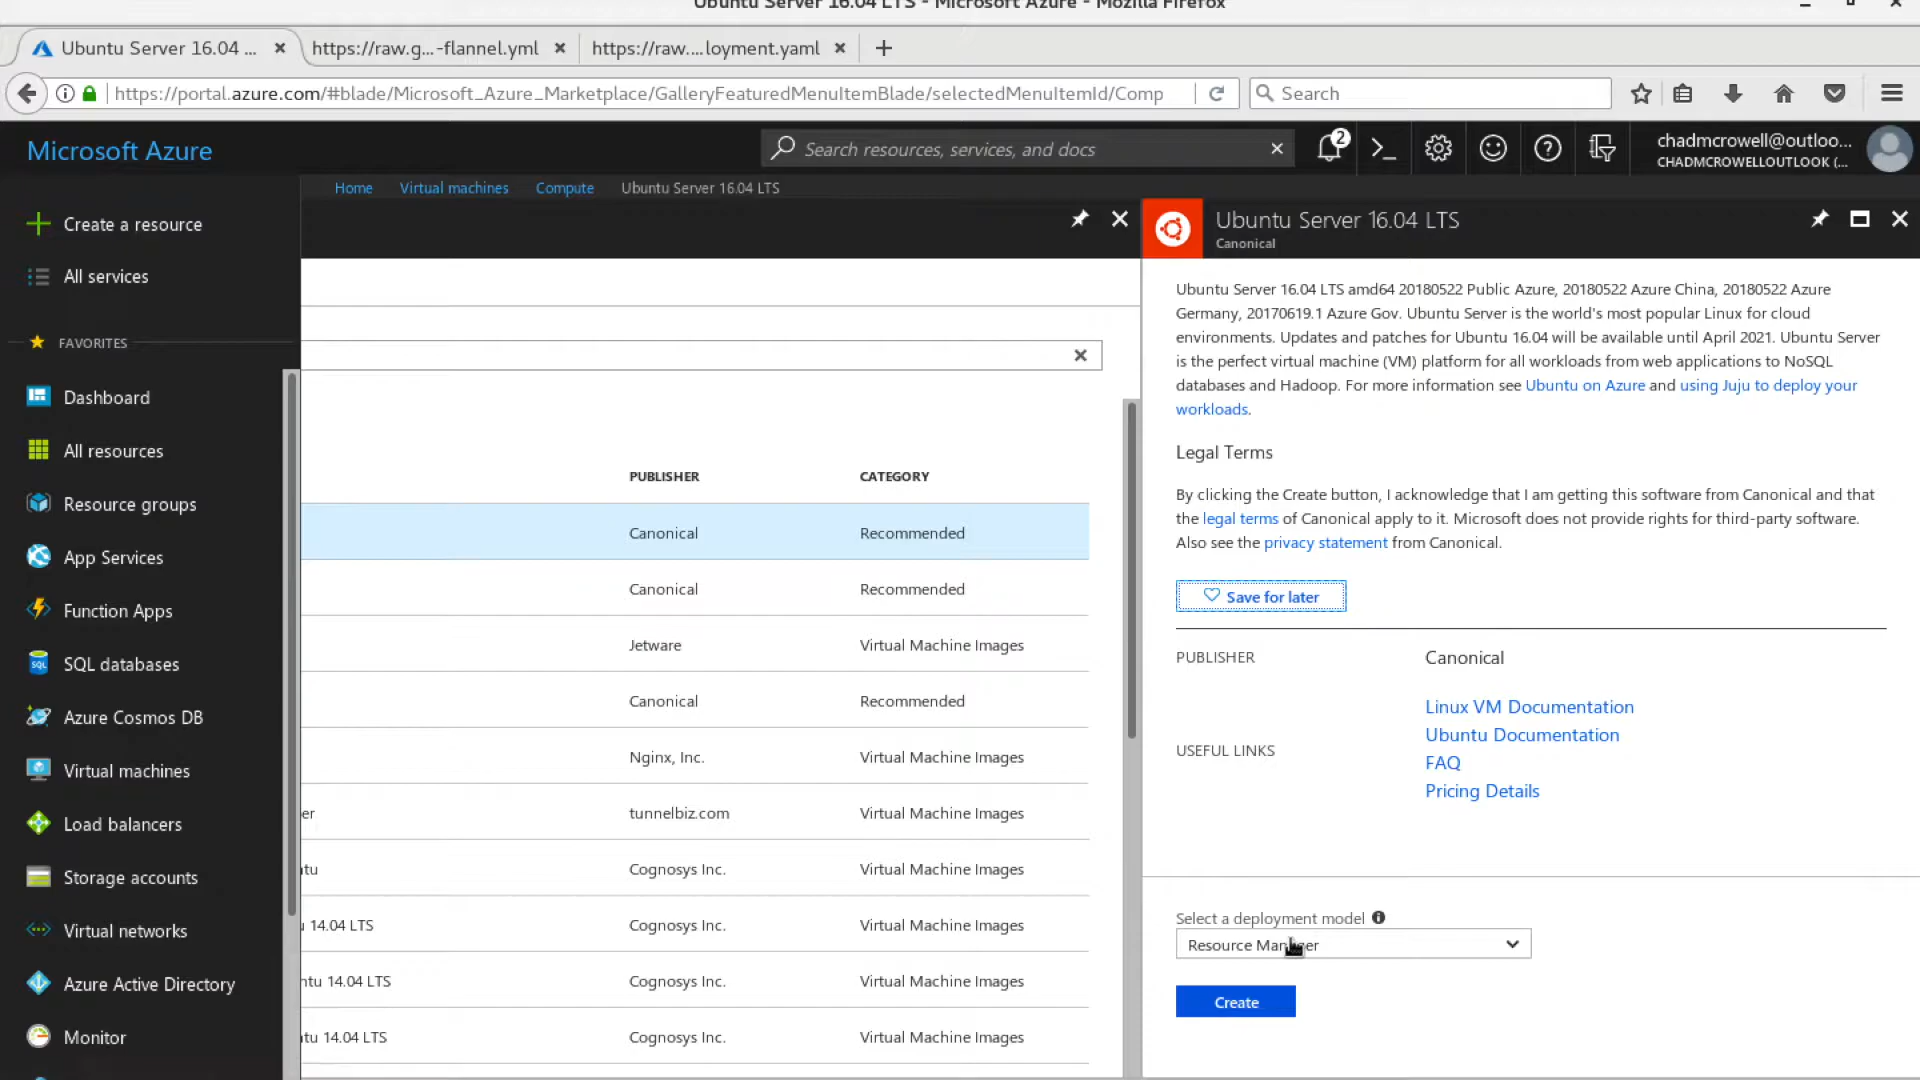 Ubuntu Server 16.04 LTS - Microsoft Azure - Mozilla Firefox
Ubuntu Server 16.04 ...
https://raw.g...-flannel.yml
https://raw....loyment.yaml
https://portal.azure.com/#blade/Microsoft_Azure_Marketplace/GalleryFeaturedMenuItemBlade/selectedMenuItemId/Comp
Search
Microsoft Azure
Search resources, services, and docs
2
chadmcrowell@outloo...
CHADMCROWELLOUTLOOK (...
Home
Virtual machines
Compute
Ubuntu Server 16.04 LTS
Create a resource
All services
FAVORITES
Dashboard
All resources
Resource groups
App Services
Function Apps
SQL databases
Azure Cosmos DB
Virtual machines
Load balancers
Storage accounts
Virtual networks
Azure Active Directory
Monitor
PUBLISHER CATEGORY
Canonical Recommended
Canonical Recommended
Jetware Virtual Machine Images
Canonical Recommended
Nginx, Inc. Virtual Machine Images
er tunnelbiz.com Virtual Machine Images
ntu Cognosys Inc. Virtual Machine Images
u 14.04 LTS Cognosys Inc. Virtual Machine Images
ntu 14.04 LTS Cognosys Inc. Virtual Machine Images
tu 14.04 LTS Cognosys Inc. Virtual Machine Images
Ubuntu Server 16.04 LTS
Canonical
Ubuntu Server 16.04 LTS amd64 20180522 Public Azure, 20180522 Azure China, 20180522 Azure
Germany, 20170619.1 Azure Gov. Ubuntu Server is the world's most popular Linux for cloud
environments. Updates and patches for Ubuntu 16.04 will be available until April 2021. Ubuntu Server
is the perfect virtual machine (VM) platform for all workloads from web applications to NoSQL
databases and Hadoop. For more information see Ubuntu on Azure and using Juju to deploy your
workloads.
Legal Terms
By clicking the Create button, I acknowledge that I am getting this software from Canonical and that
the legal terms of Canonical apply to it. Microsoft does not provide rights for third-party software.
Also see the privacy statement from Canonical.
Save for later
PUBLISHER Canonical
USEFUL LINKS
Linux VM Documentation
Ubuntu Documentation
FAQ
Pricing Details
Select a deployment model
Resource Manager
Create